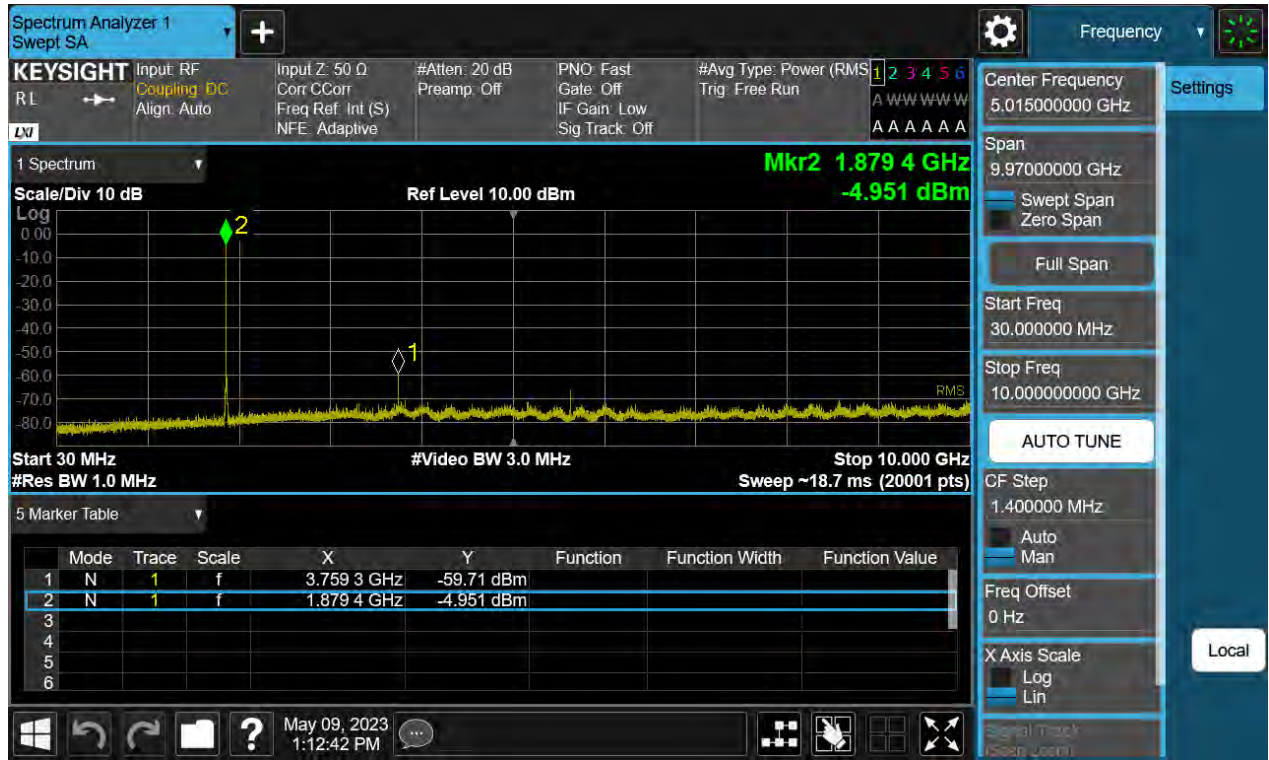 Spectrum Analyzer 1
Swept SA
+
Frequency
KEYSIGHT
RL
LXI
Input: RF
Coupling: DC
Align: Auto
Input Z: 50 Ω
Corr CCorr
Freq Ref: Int (S)
NFE: Adaptive
#Atten: 20 dB
Preamp: Off
PNO: Fast
Gate: Off
IF Gain: Low
Sig Track: Off
#Avg Type: Power (RMS
Trig: Free Run
1 2 3 4 5 6
A W W W W W
A A A A A A
1 Spectrum
Scale/Div 10 dB
Ref Level 10.00 dBm
Mkr2 1.879 4 GHz
-4.951 dBm
Log
0.00
-10.0
-20.0
-30.0
-40.0
-50.0
-60.0
-70.0
-80.0
2
1
RMS
Start 30 MHz
#Video BW 3.0 MHz
Stop 10.000 GHz
#Res BW 1.0 MHz
Sweep ~18.7 ms (20001 pts)
5 Marker Table
Mode Trace Scale X Y Function Function Width Function Value
1 N 1 f 3.759 3 GHz -59.71 dBm
2 N 1 f 1.879 4 GHz -4.951 dBm
3
4
5
6
?
May 09, 2023
1:12:42 PM
Center Frequency
5.015000000 GHz
Settings
Span
9.97000000 GHz
Swept Span
Zero Span
Full Span
Start Freq
30.000000 MHz
Stop Freq
10.000000000 GHz
AUTO TUNE
CF Step
1.400000 MHz
Auto
Man
Freq Offset
0 Hz
X Axis Scale
Log
Lin
Local
Signal Track
(Span Zoom)